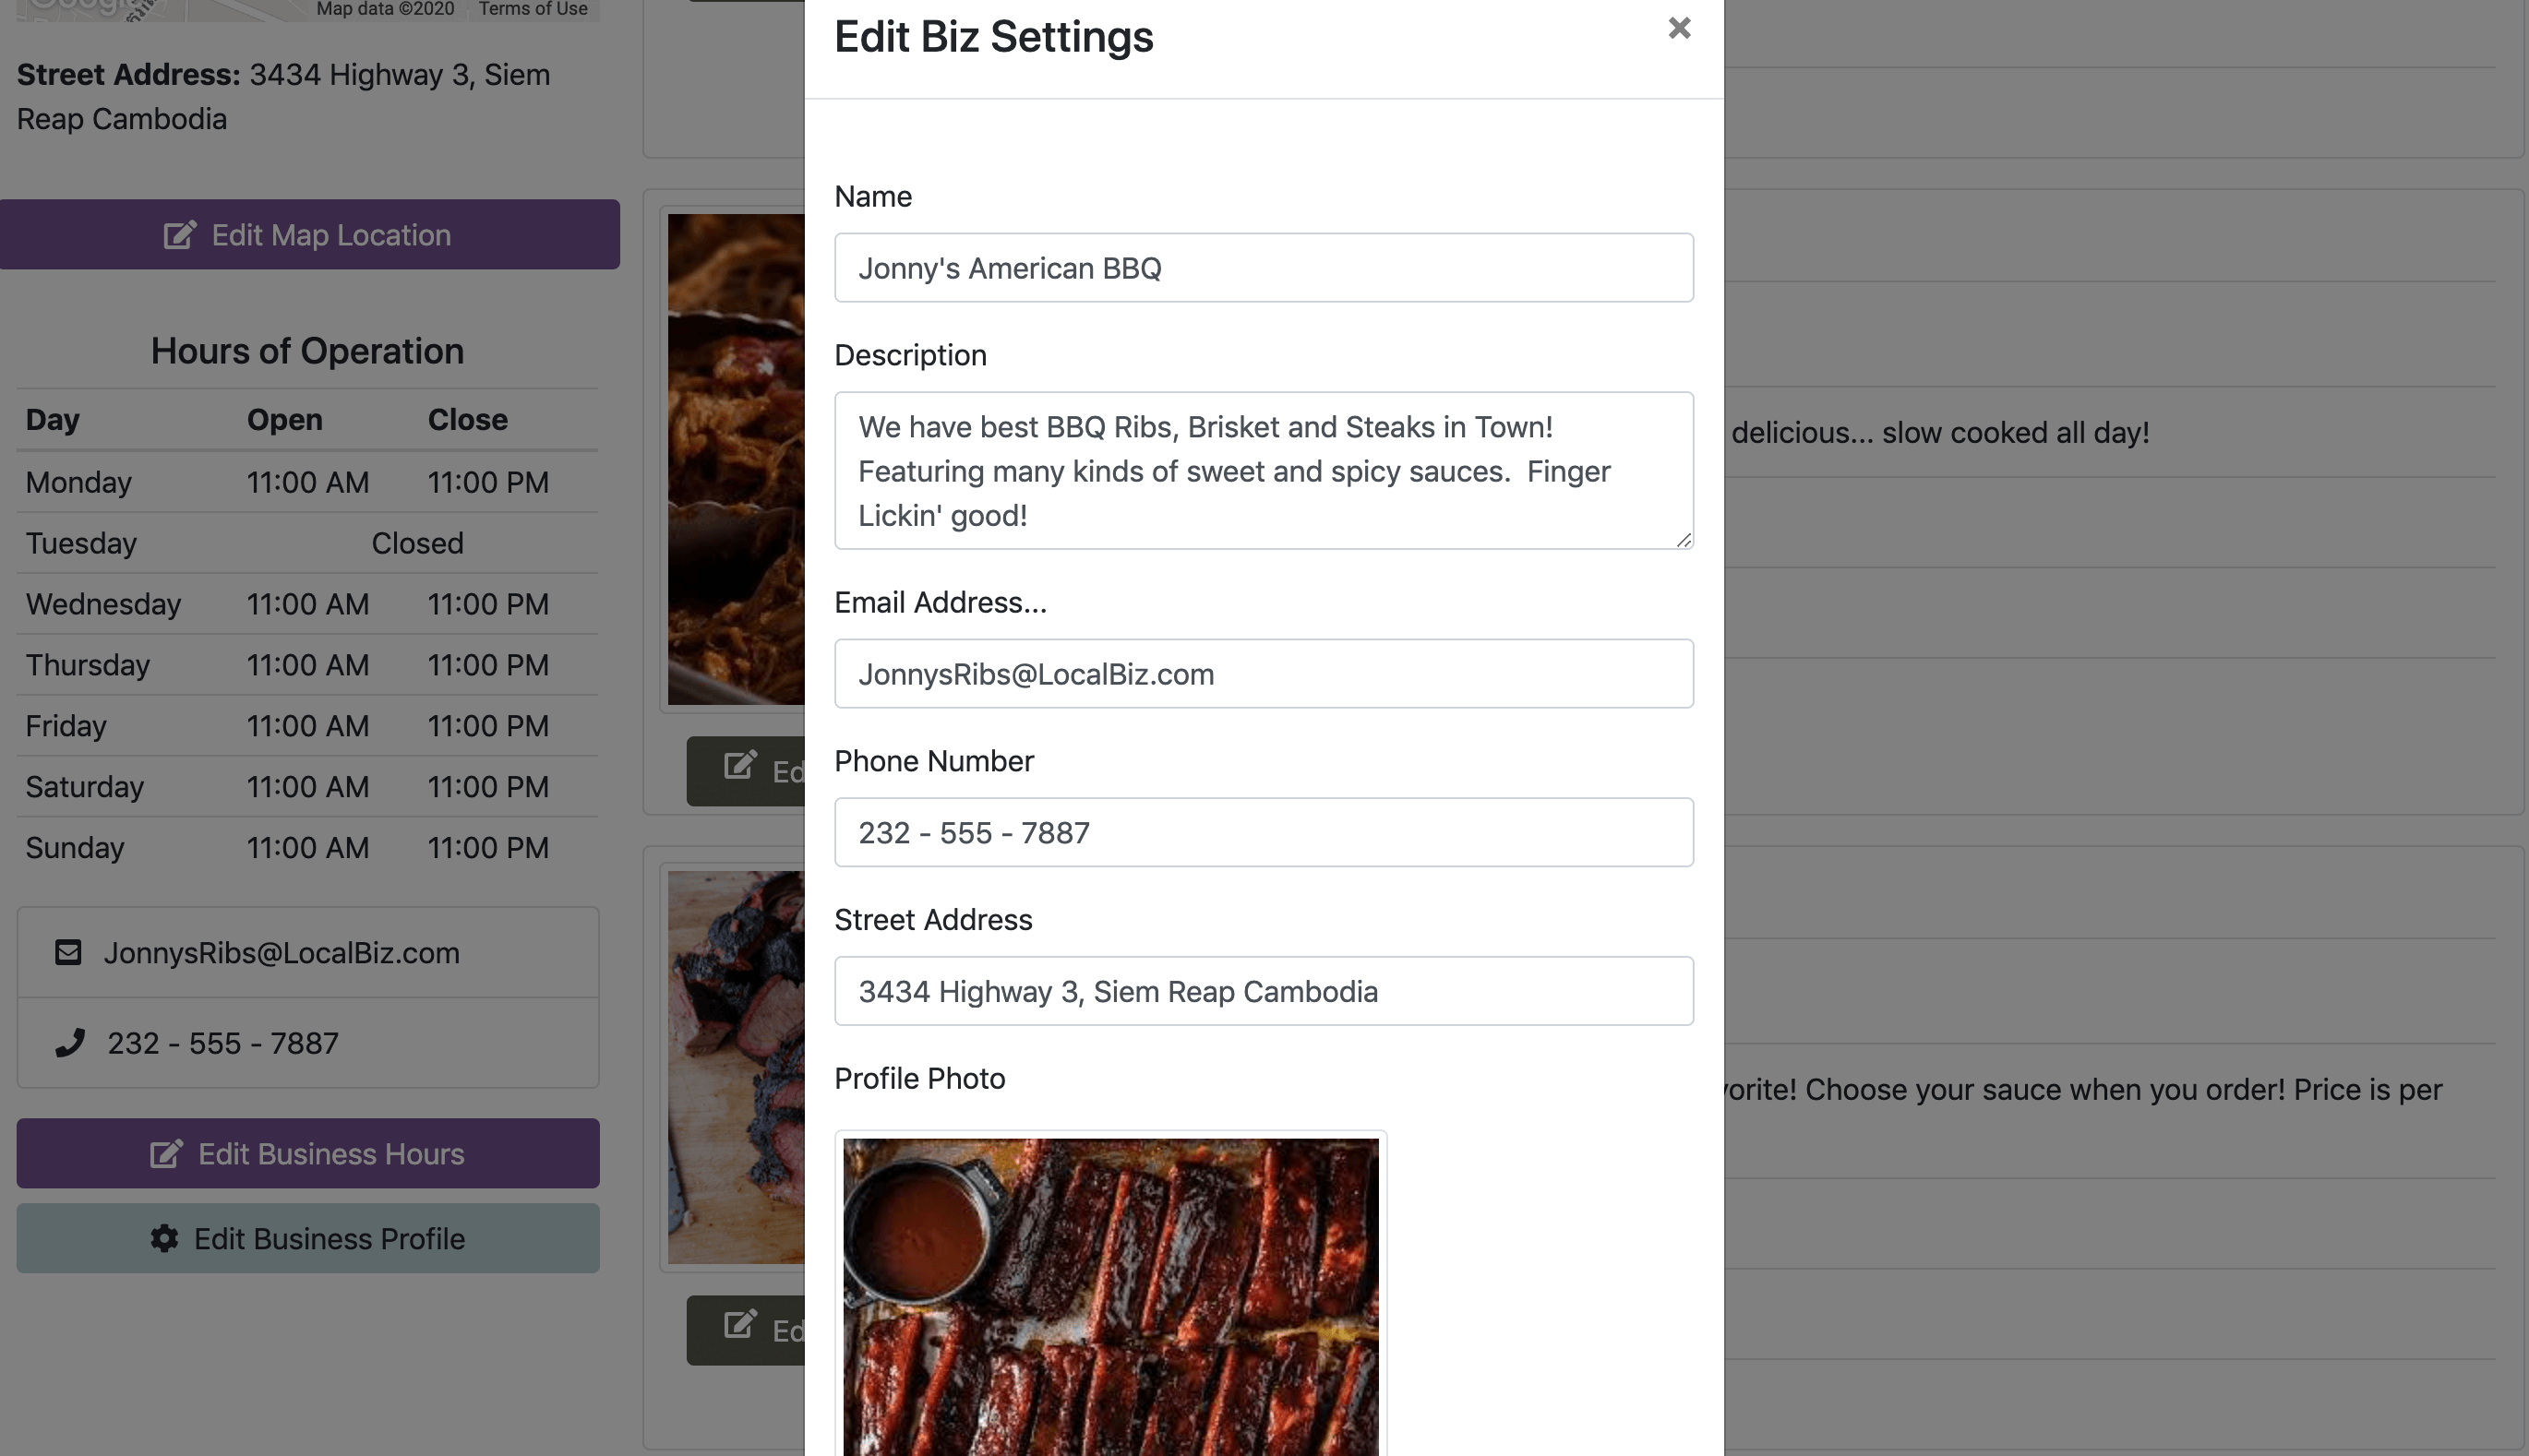 Google
Map data ©2020 Terms of Use
Street Address: 3434 Highway 3, Siem
Reap Cambodia
Edit Map Location
Hours of Operation
Day Open Close
Monday 11:00 AM 11:00 PM
Tuesday Closed
Wednesday 11:00 AM 11:00 PM
Thursday 11:00 AM 11:00 PM
Friday 11:00 AM 11:00 PM
Saturday 11:00 AM 11:00 PM
Sunday 11:00 AM 11:00 PM
JonnysRibs@LocalBiz.com
232 - 555 - 7887
Edit Business Hours
Edit Business Profile
Edit Biz Settings
Name
Jonny's American BBQ
Description
We have best BBQ Ribs, Brisket and Steaks in Town!
Featuring many kinds of sweet and spicy sauces.  Finger
Lickin' good!
Email Address...
JonnysRibs@LocalBiz.com
Phone Number
232 - 555 - 7887
Street Address
3434 Highway 3, Siem Reap Cambodia
Profile Photo
delicious... slow cooked all day!
Choose your sauce when you order! Price is per